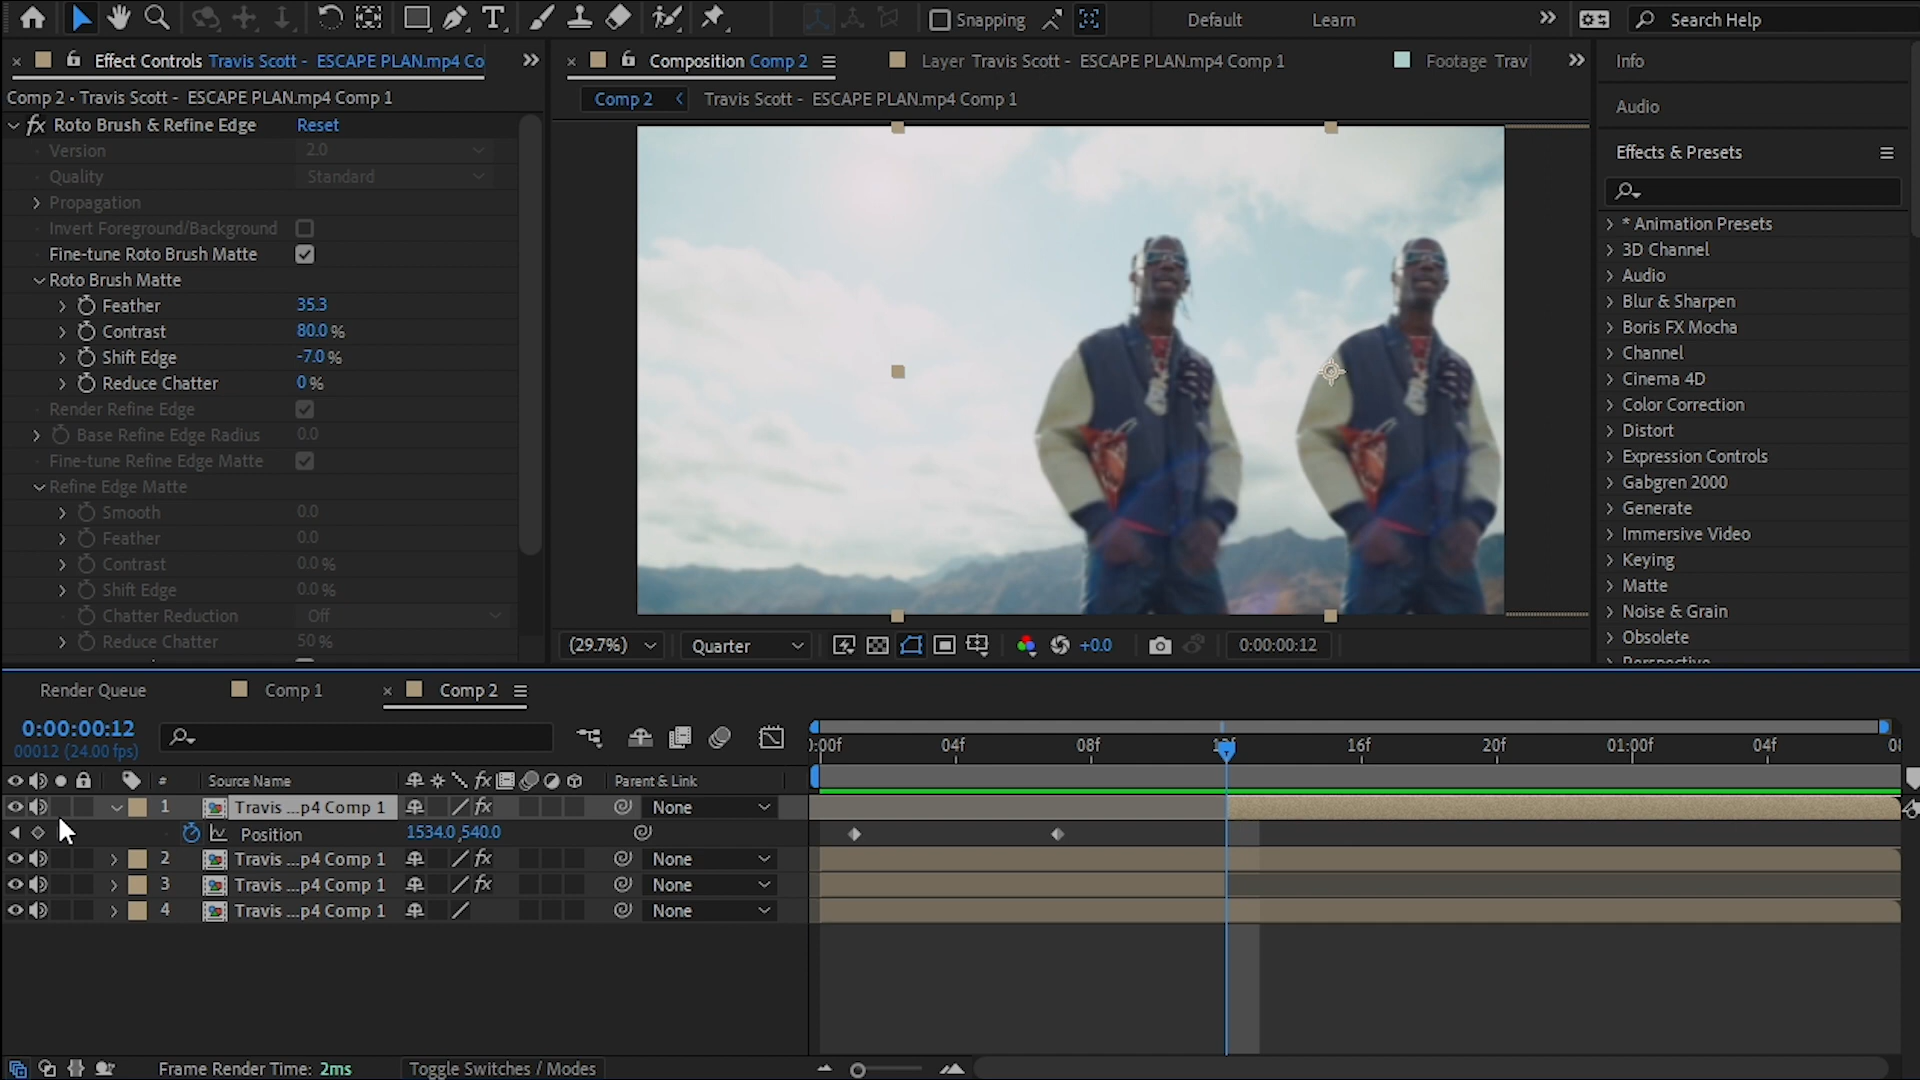 Snapping
Default
Learn
Search Help
Effect Controls Travis Scott - ESCAPE PLAN.mp4 Co
Composition Comp 2
Layer Travis Scott - ESCAPE PLAN.mp4 Comp 1
Footage Trav
Info
Comp 2 · Travis Scott - ESCAPE PLAN.mp4 Comp 1
Comp 2
Travis Scott - ESCAPE PLAN.mp4 Comp 1
Audio
fx Roto Brush & Refine Edge Reset
Version 2.0
Quality Standard
Propagation
Invert Foreground/Background
Fine-tune Roto Brush Matte
Roto Brush Matte
Feather 35.3
Contrast 80.0 %
Shift Edge -7.0 %
Reduce Chatter 0 %
Render Refine Edge
Base Refine Edge Radius 0.0
Fine-tune Refine Edge Matte
Refine Edge Matte
Smooth 0.0
Feather 0.0
Contrast 0.0 %
Shift Edge 0.0 %
Chatter Reduction Off
Reduce Chatter 50 %
Effects & Presets
* Animation Presets
3D Channel
Audio
Blur & Sharpen
Boris FX Mocha
Channel
Cinema 4D
Color Correction
Distort
Expression Controls
Gabgren 2000
Generate
Immersive Video
Keying
Matte
Noise & Grain
Obsolete
Perspective
(29.7%)
Quarter
+0.0
0:00:00:12
Render Queue
Comp 1
Comp 2
0:00:00:12
00012 (24.00 fps)
):00f 04f 08f 12f 16f 20f 01:00f 04f
# Source Name fx Parent & Link
1 Travis ...p4 Comp 1 fx None
Position 1534.0 ,540.0
2 Travis ...p4 Comp 1 fx None
3 Travis ...p4 Comp 1 fx None
4 Travis ...p4 Comp 1 None
Frame Render Time: 2ms
Toggle Switches / Modes